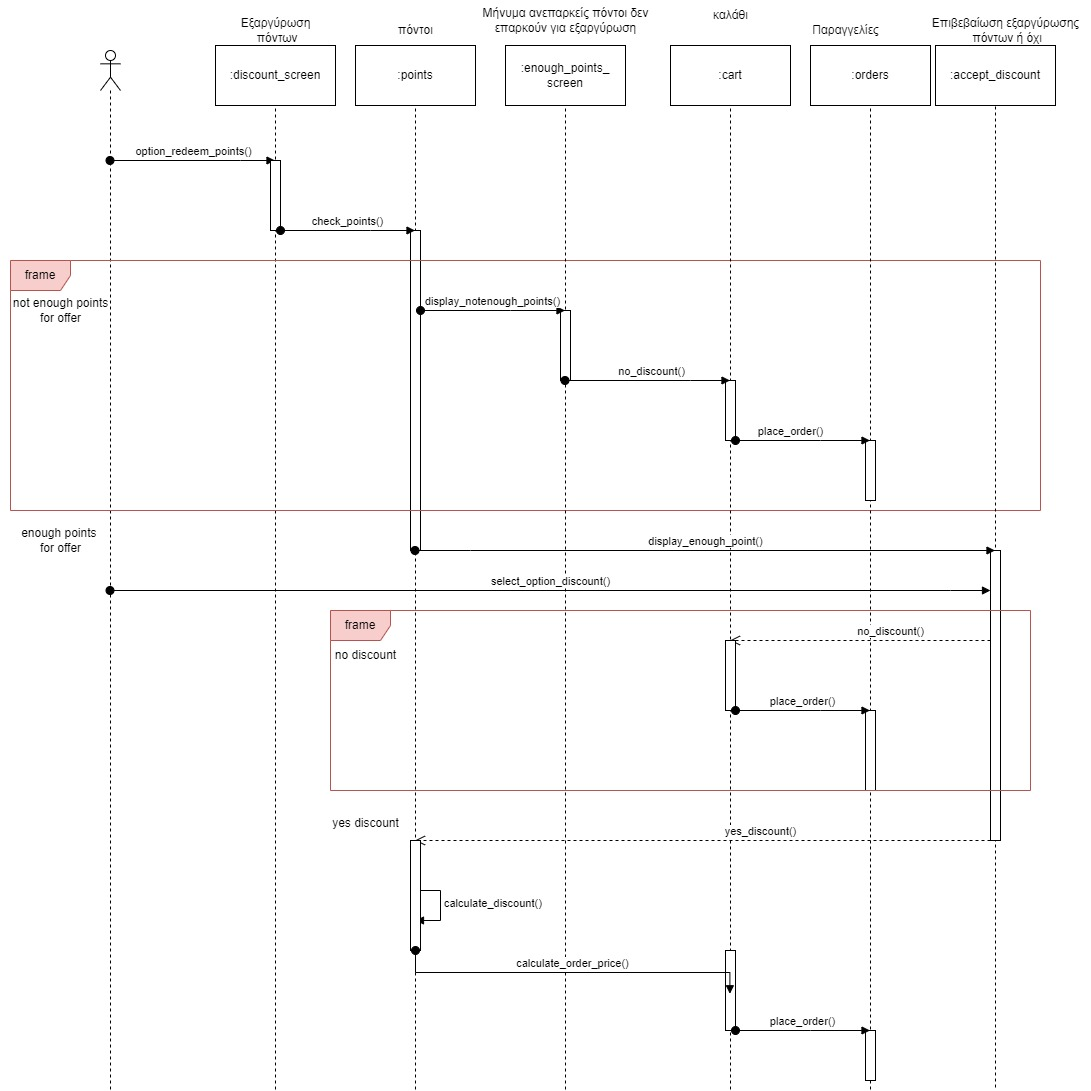 Εξαργύρωση
πόντων
πόντοι
Μήνυμα ανεπαρκείς πόντοι δεν
επαρκούν για εξαργύρωση
καλάθι
Παραγγελίες
Επιβεβαίωση εξαργύρωσης
πόντων ή όχι
:discount_screen
:points
:enough_points_
screen
:cart
:orders
:accept_discount
option_redeem_points()
check_points()
frame
not enough points
for offer
display_notenough_points()
no_discount()
place_order()
enough points
for offer
display_enough_point()
select_option_discount()
frame
no_discount()
no discount
place_order()
yes discount
yes_discount()
calculate_discount()
calculate_order_price()
place_order()